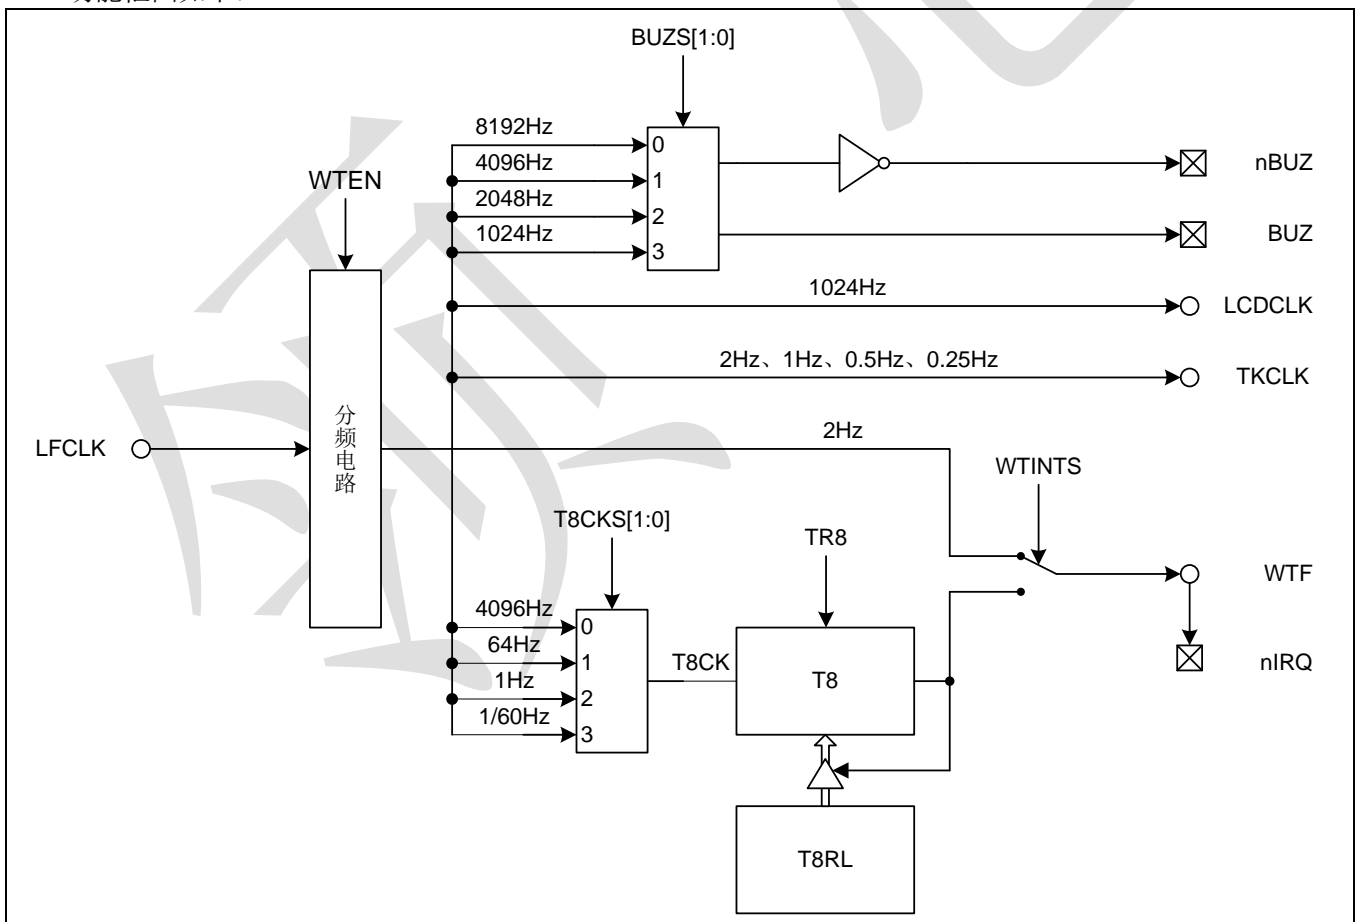 BUZS[1:0]
8192Hz
0
4096Hz
1
2048Hz
2
1024Hz
3
nBUZ
BUZ
WTEN
1024Hz
LCDCLK
2Hz、1Hz、0.5Hz、0.25Hz
TKCLK
LFCLK
分频电路
2Hz
WTINTS
T8CKS[1:0]
TR8
WTF
4096Hz
0
64Hz
1
1Hz
2
1/60Hz
3
T8CK
T8
nIRQ
T8RL